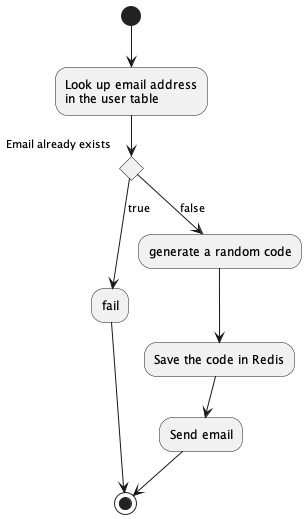 Look up email address
in the user table
Email already exists
true
false
generate a random code
fail
Save the code in Redis
Send email